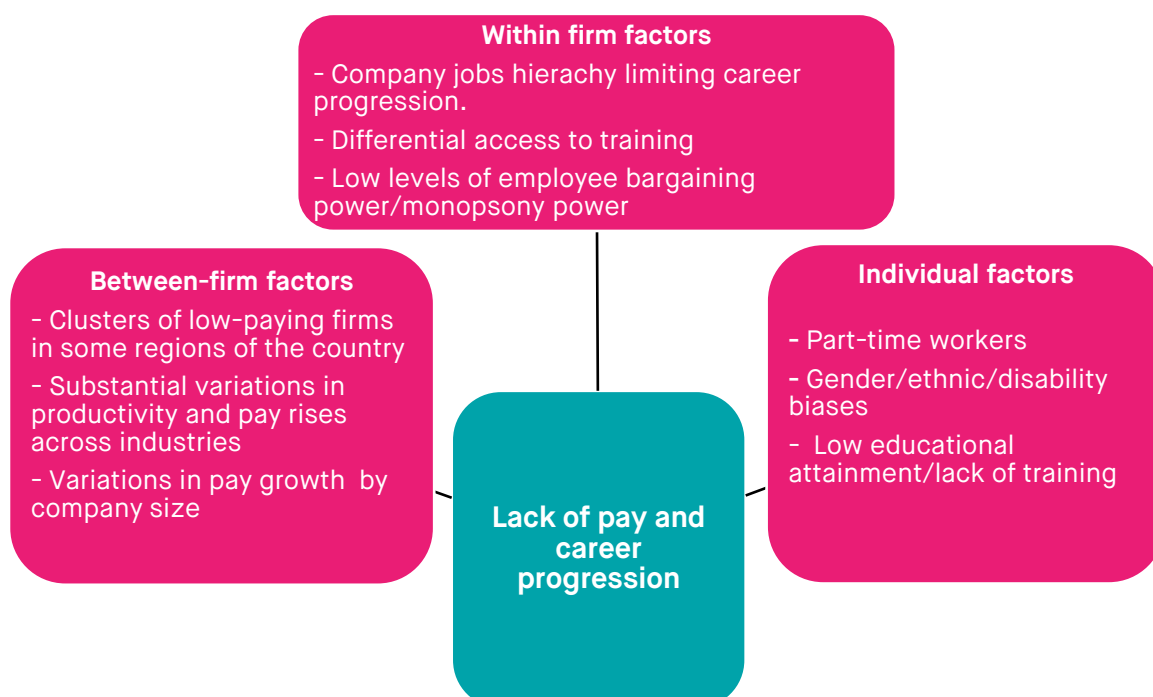 Within firm factors
- Company jobs hierachy limiting career
progression.
- Differential access to training
- Low levels of employee bargaining
power/monopsony power
Between-firm factors
- Clusters of low-paying firms
in some regions of the country
- Substantial variations in
productivity and pay rises
across industries
- Variations in pay growth by
company size
Individual factors
- Part-time workers
- Gender/ethnic/disability
biases
- Low educational
attainment/lack of training
Lack of pay and
career
progression